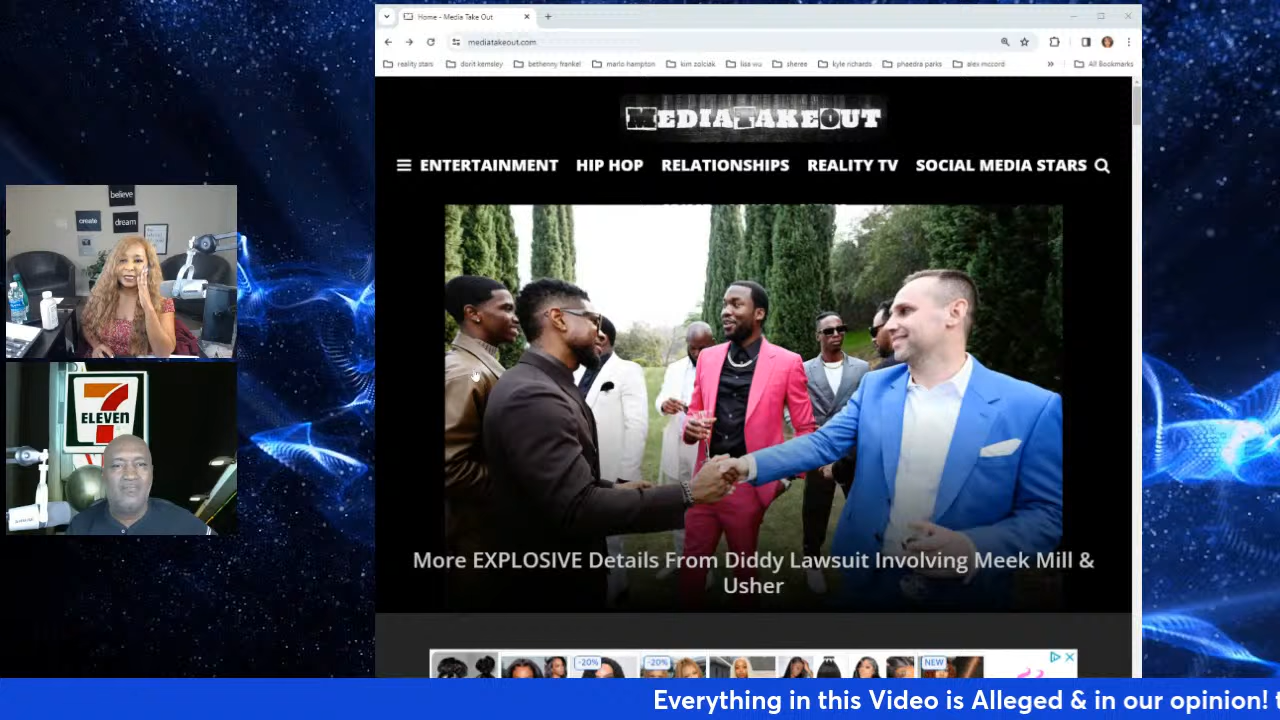 Home - Media Take Out
mediatakeout.com
reality stars
dorit kemsley
bethenny frankel
marlo hampton
kim zolciak
lisa wu
sheree
kyle richards
phaedra parks
alex mccord
All Bookmarks
MEDIATAKEOUT
ENTERTAINMENT HIP HOP RELATIONSHIPS REALITY TV SOCIAL MEDIA STARS
believe
create
dream
7
ELEVEN
More EXPLOSIVE Details From Diddy Lawsuit Involving Meek Mill &
Usher
-20%
-20%
NEW
Everything in this Video is Alleged & in our opinion! t